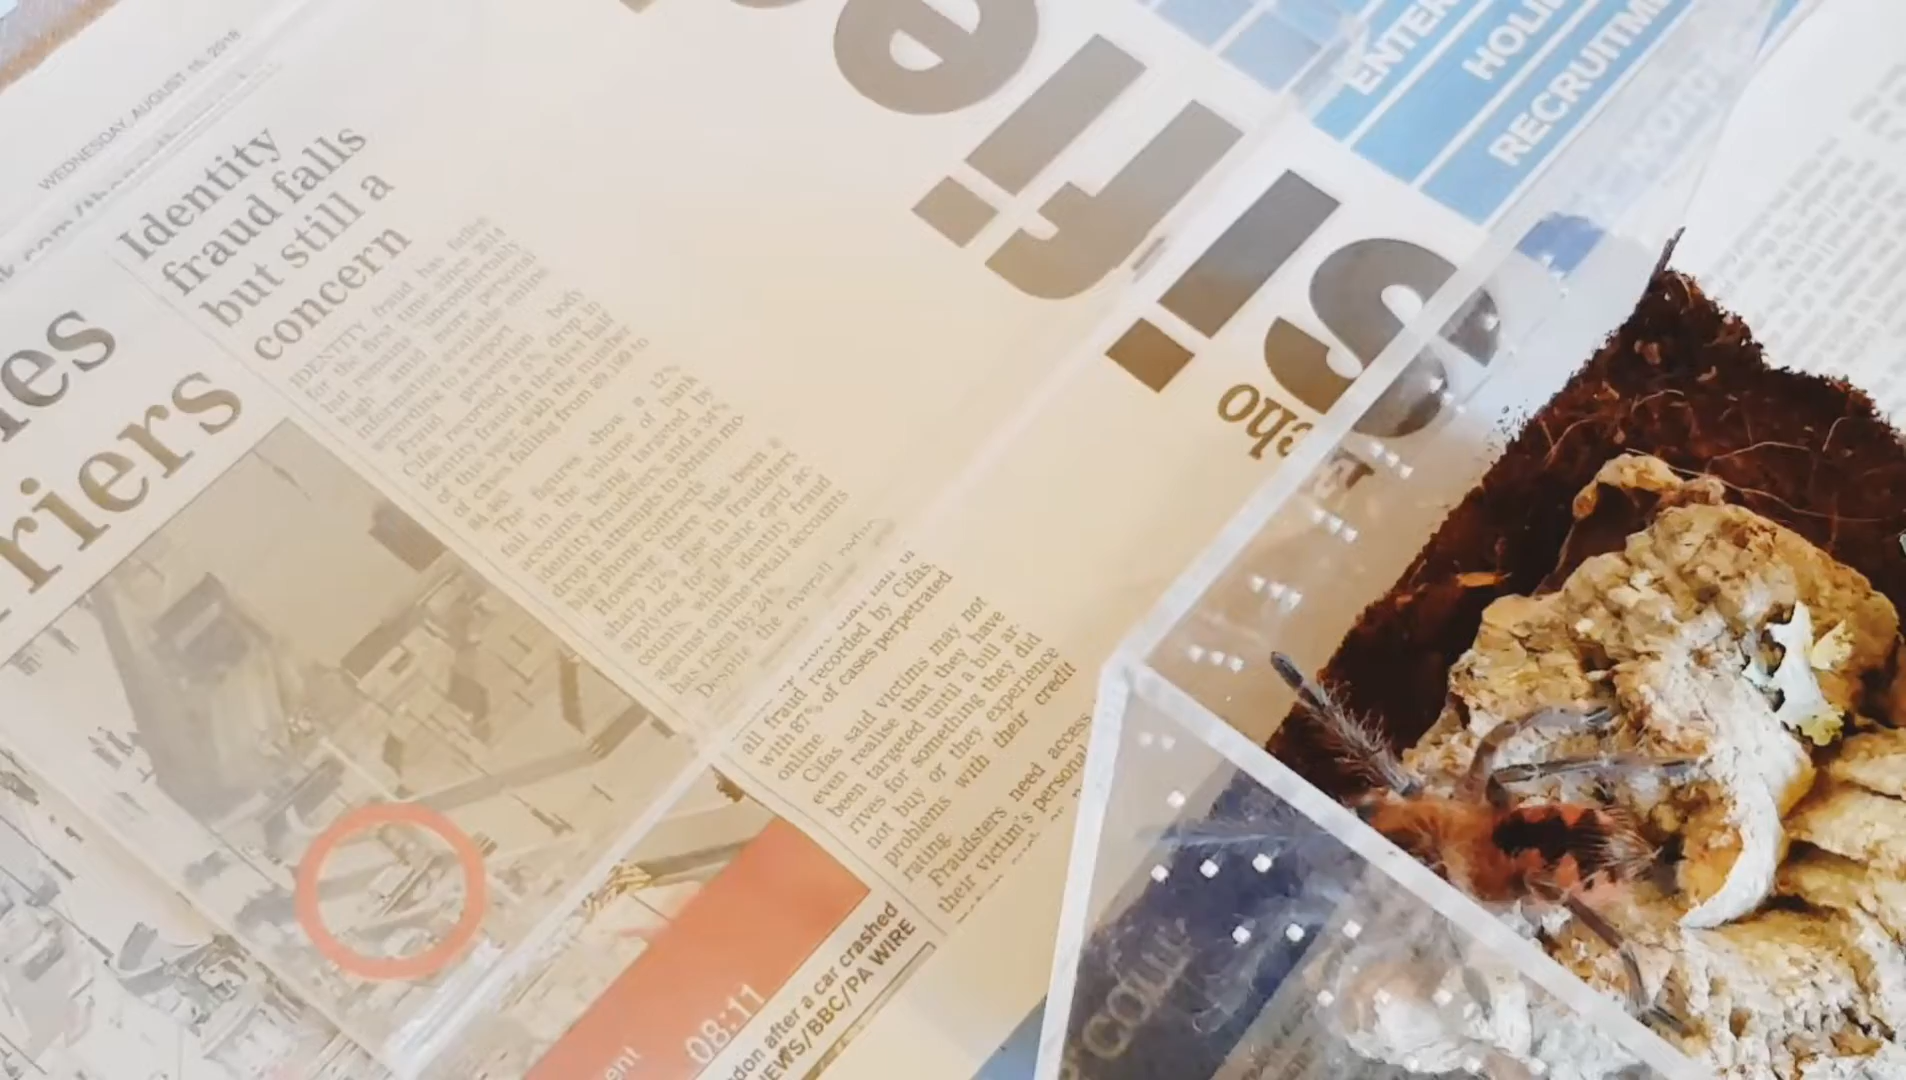 WEDNESDAY, AUGUST 15, 2018
Identity
fraud falls
but still a
concern
riers
IDENTITY fraud has fallen
for the first time since 2014
but remains uncomfortably
high amid more personal
information available online,
according to a report
Fraud prevention body
Cifas recorded a 5% drop in
identity fraud in the first half
of this year, with the number
of cases falling from 89,199 to
The figures show a 12%
fall in the volume of bank
accounts being targeted by
identity fraudsters and a 34%
drop in attempts to obtain mo-
bile phone contracts.
However, there has been a
sharp 12% rise in fraudsters
applying for plastic card ac-
counts, while identity fraud
against online retail accounts
has risen by 24%.
Despite the overall
all fraud recorded by Cifas,
with 87% of cases perpetrated
online.
Cifas said victims may not
even realise that they have
been targeted until a bill ar-
rives for something they did
not buy or they experience
problems with their credit
rating.
Fraudsters need access
their victim's personal
08:11
don after a car crashed
NEWS/BBC/PA WIRE
ENTER
HOLI
RECRUITM
Sifie
Echo